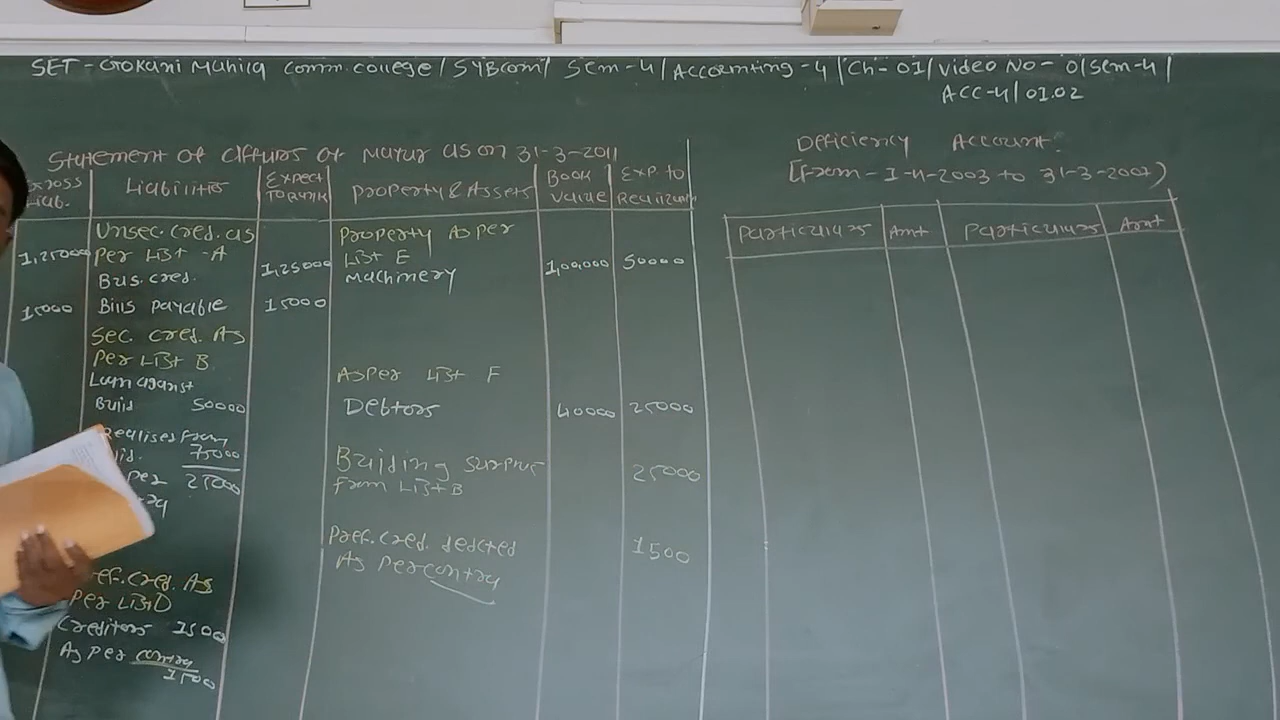 SET - Gokani Mahila comm. college / SYBcom / Sem-4 / Accounting-4 / Ch-01 / Video No - 01 sem-4 /
ACC-4/01.02
Statement of Affairs of Mayur as on 31-3-2011
Gross Liab.
Liabilities
Expect To Rank
Property & Assets
Book value
Exp. to Realization
Unsec. cred. as
1,25000 Per List - A
Bus. cred. 1,25000
15000 Bills payable 15000
Sec. cred. As
Per List B
Loan against
Build 50000
Realises from
75000
Per 25000
cred. As
Per List D
Creditors 1500
As per contra
1500
Property As per
List E
Machinery 1,00,000 50000
As per List F
Debtors 40000 25000
Building surplus
from List B 25000
Pref. cred. deducted 1500
As per contra
Deficiency Account
[From - 1-4-2003 to 31-3-2007)
Particulars Amt Particulars Amt